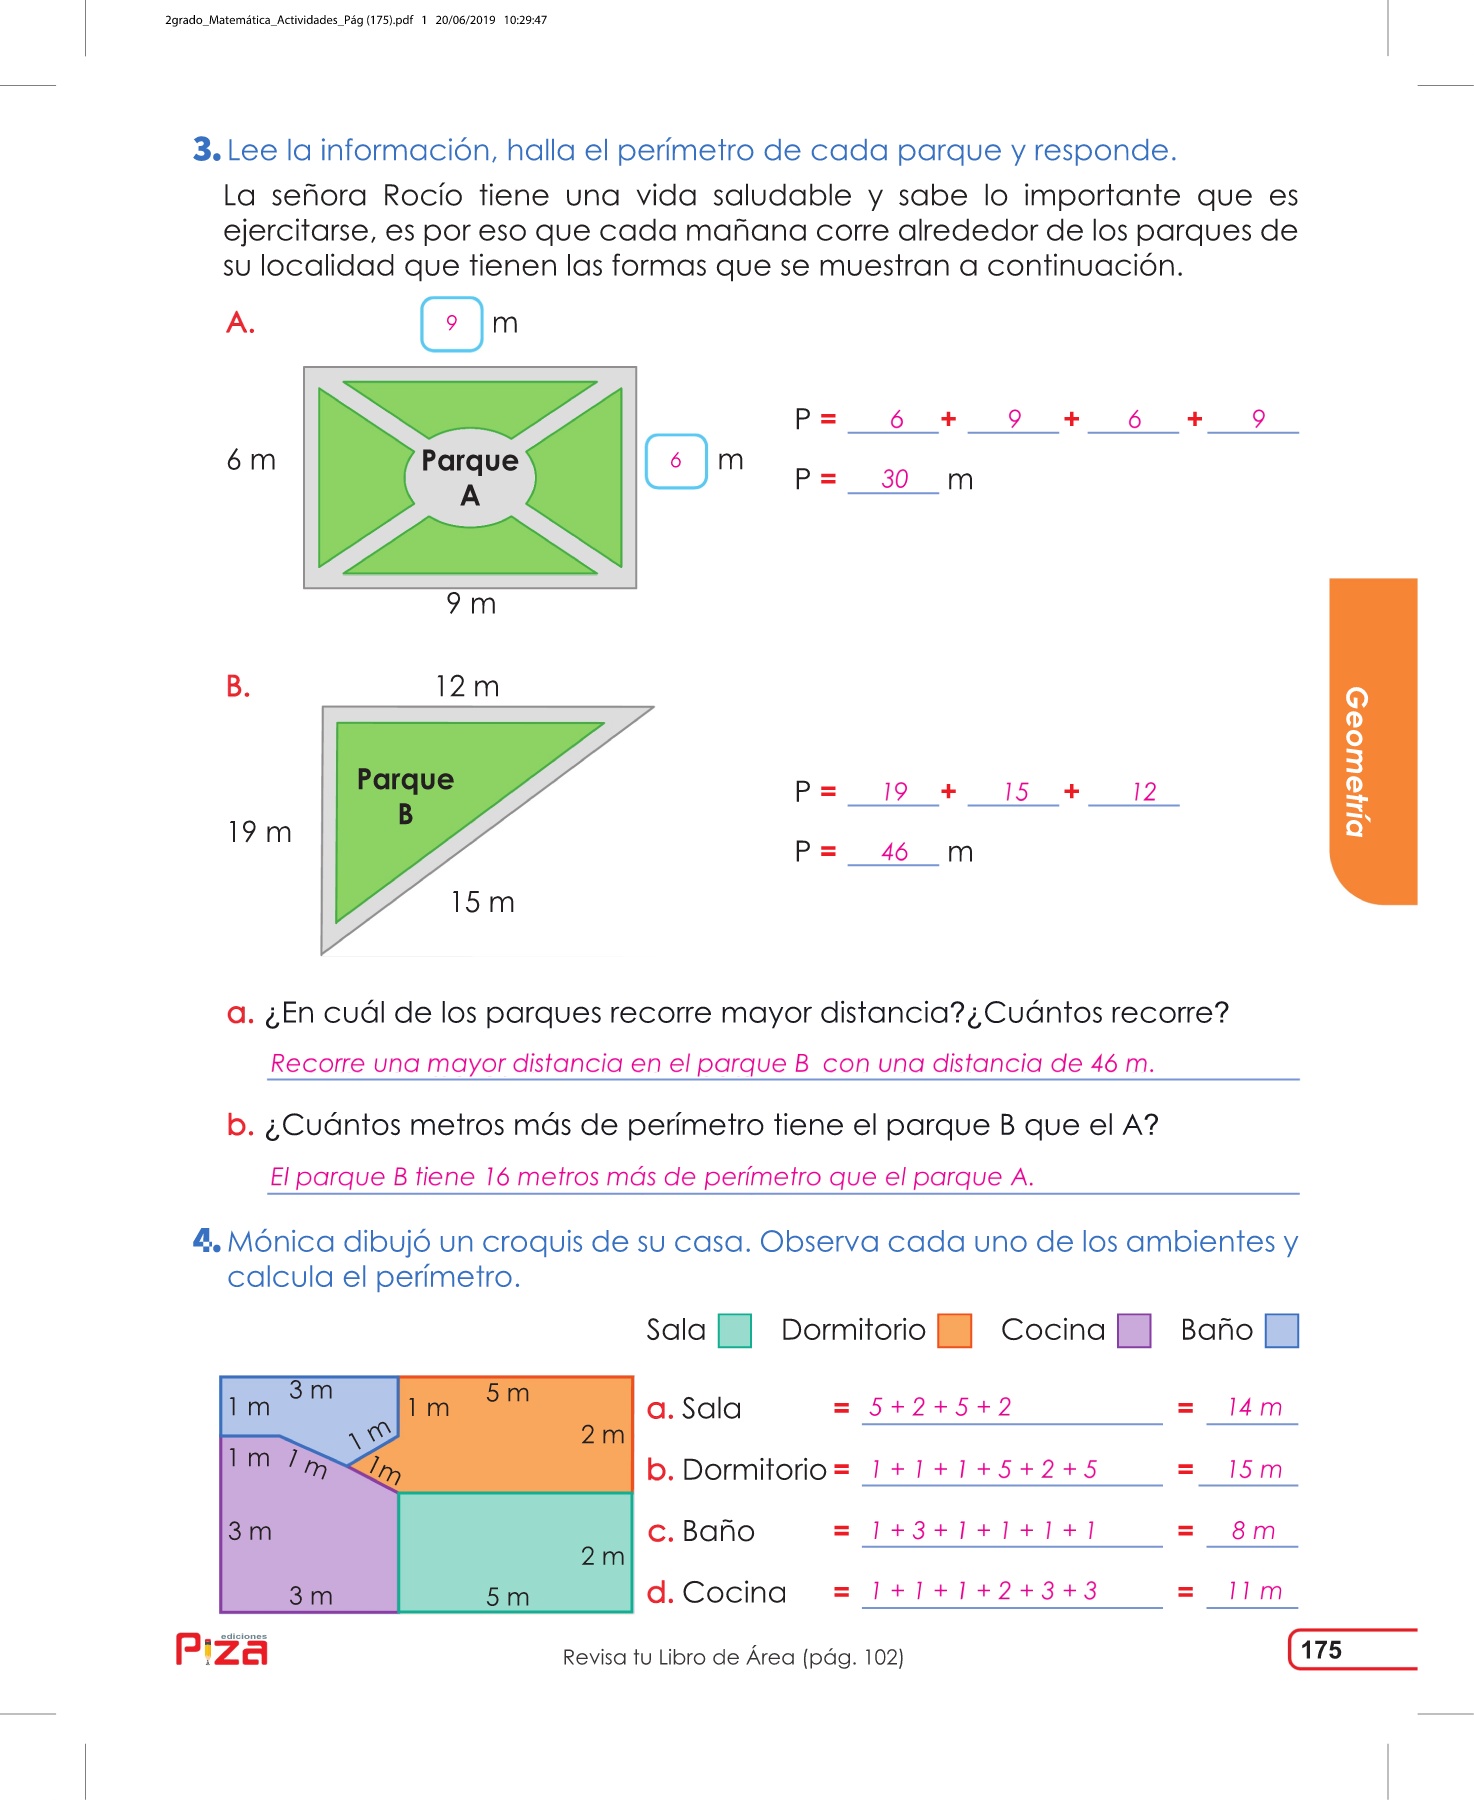 2grado_Matemática_Actividades_Pág (175).pdf 1 20/06/2019 10:29:47
3. Lee la información, halla el perímetro de cada parque y responde.
La señora Rocío tiene una vida saludable y sabe lo importante que es
ejercitarse, es por eso que cada mañana corre alrededor de los parques de
su localidad que tienen las formas que se muestran a continuación.
A.
9 m
6 m
Parque
A
6 m
9 m
P = 6 + 9 + 6 + 9
P = 30 m
B.
12 m
Parque
B
19 m
15 m
P = 19 + 15 + 12
P = 46 m
Geometría
a. ¿En cuál de los parques recorre mayor distancia?¿Cuántos recorre?
Recorre una mayor distancia en el parque B con una distancia de 46 m.
b. ¿Cuántos metros más de perímetro tiene el parque B que el A?
El parque B tiene 16 metros más de perímetro que el parque A.
4. Mónica dibujó un croquis de su casa. Observa cada uno de los ambientes y
calcula el perímetro.
Sala Dormitorio Cocina Baño
3 m
1 m
1 m
5 m
2 m
1 m
1 m
1 m
1m
3 m
3 m
2 m
5 m
a. Sala = 5 + 2 + 5 + 2 = 14 m
b. Dormitorio = 1 + 1 + 1 + 5 + 2 + 5 = 15 m
c. Baño = 1 + 3 + 1 + 1 + 1 + 1 = 8 m
d. Cocina = 1 + 1 + 1 + 2 + 3 + 3 = 11 m
ediciones
Piza
Revisa tu Libro de Área (pág. 102)
175